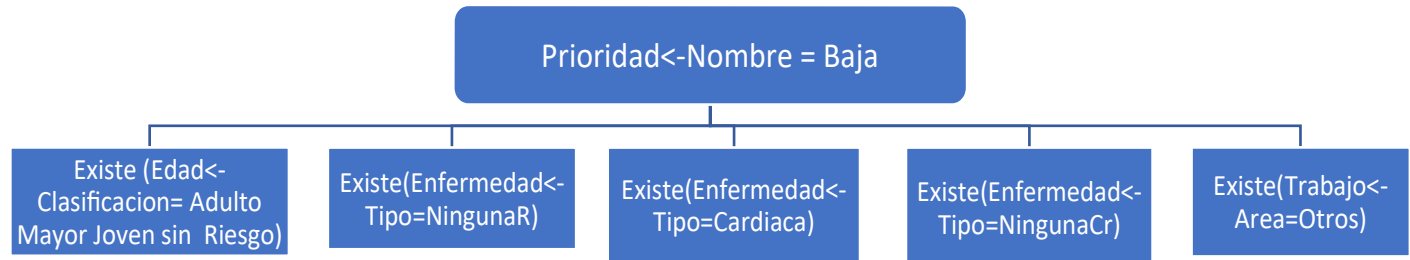 Prioridad<-Nombre = Baja
Existe (Edad<-
Clasificacion= Adulto
Mayor Joven sin  Riesgo)
Existe(Enfermedad<-
Tipo=NingunaR)
Existe(Enfermedad<-
Tipo=Cardiaca)
Existe(Enfermedad<-
Tipo=NingunaCr)
Existe(Trabajo<-
Area=Otros)